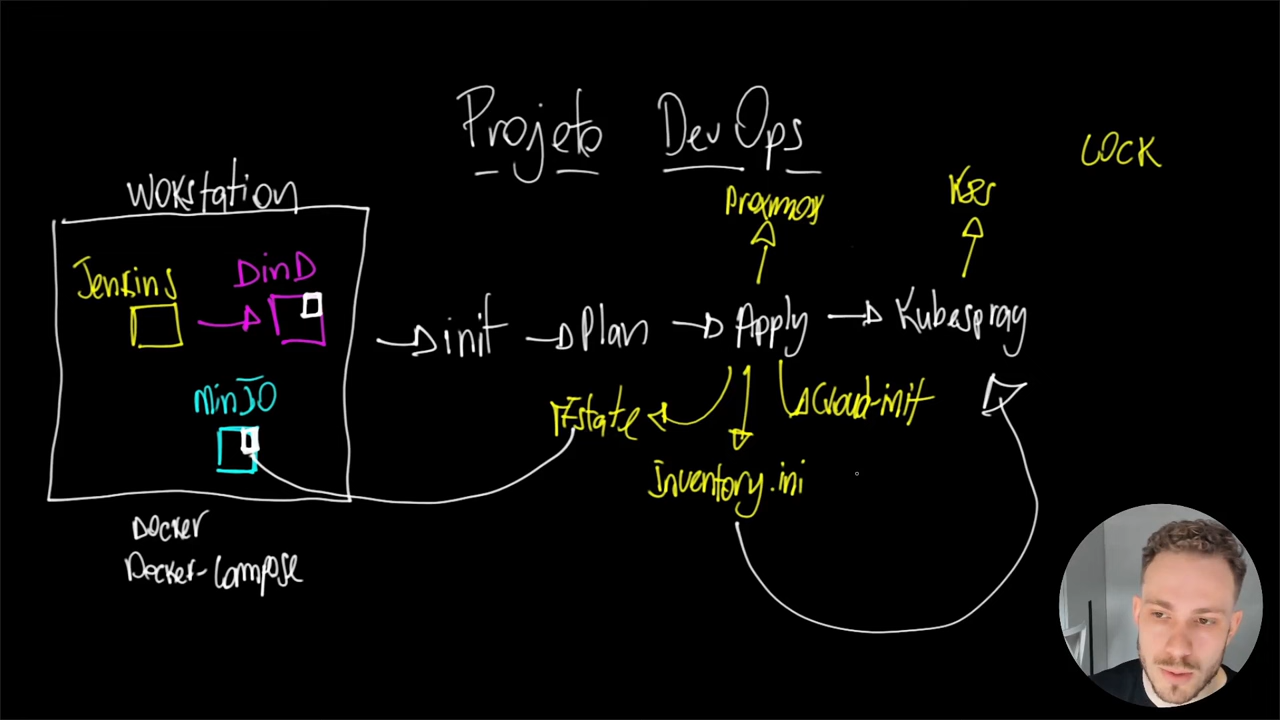 Projeto DevOps
LOCK
Workstation
Proxmox
K8s
Jenkins
DinD
init
Plan
Apply
Kubespray
MinIO
Cloud-init
Inventory.ini
Docker
Docker-Compose